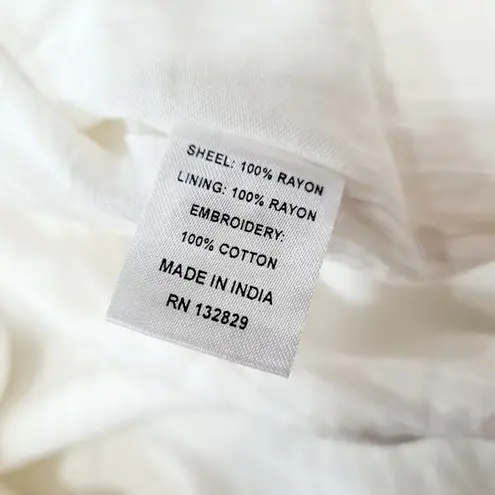 SHEEL: 100% RAYON
LINING: 100% RAYON
EMBROIDERY:
100% COTTON
MADE IN INDIA
RN 132829